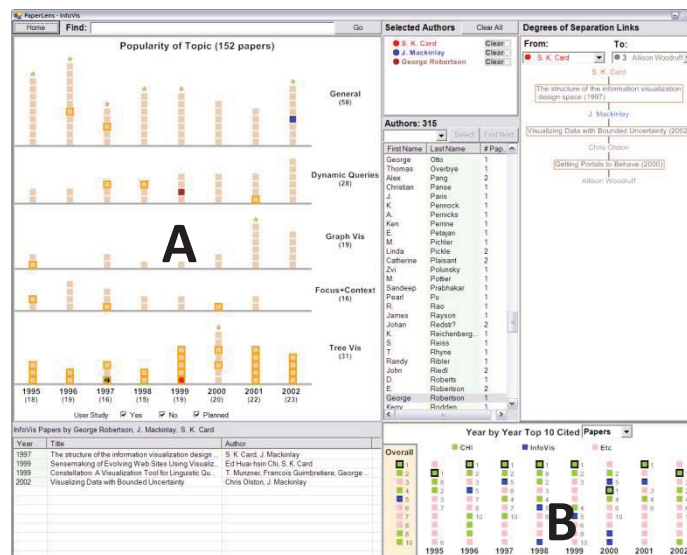 PaperLens - InfoVis
Home Find: Go
Popularity of Topic (152 papers)
General
(58)
Dynamic Queries
(28)
Graph Vis
(19)
Focus+Context
(16)
Tree Vis
(31)
A
1995 1996 1997 1998 1999 2000 2001 2002
(18) (19) (16) (15) (19) (20) (22) (23)
User Study: Yes No Planned
Selected Authors Clear All
S. K. Card Clear
J. Mackinlay Clear
George Robertson Clear
Authors: 315
Select Find Next
First Name Last Name # Pap.
George Otto 1
Thomas Overbye 1
Alex Pang 2
Christian Panse 1
J. Paris 1
K. Pennock 1
A. Pernicks 1
Ken Perrine 1
E. Petajan 1
M. Pichler 1
Linda Pickle 2
Catherine Plaisant 2
Zvi Polunsky 1
M. Pottier 1
Sandeep Prabhakar 1
Pearl Pu 1
R. Rao 1
James Rayson 1
Johan Redstr? 2
K. Reichenberg... 1
S. Reiss 1
T. Rhyne 1
Randy Ribler 1
John Riedl 2
D. Roberts 1
E. Robertson 2
George Robertson 1
Kerry Rodden 1
Degrees of Separation Links
From: To:
S. K. Card 3 Allison Woodruff
S. K. Card
The structure of the information visualization
design space (1997)
J. Mackinlay
Visualizing Data with Bounded Uncertainty (2002
Chris Olston
Getting Portals to Behave (2000)
Allison Woodruff
InfoVis Papers by George Robertson, J. Mackinlay, S. K. Card
Year Title Author
1997 The structure of the information visualization design ... S. K. Card, J. Mackinlay
1999 Sensemaking of Evolving Web Sites Using Visualiz... Ed Huai-hsin Chi, S. K. Card
1999 Constellation: A Visualization Tool for Linguistic Qu... T. Munzner, Francois Guimbretiere, George ...
2002 Visualizing Data with Bounded Uncertainty Chris Olston, J. Mackinlay
Year by Year Top 10 Cited Papers
CHI InfoVis Etc
Overall
B
1995 1996 1997 1998 1999 2000 2001 2002